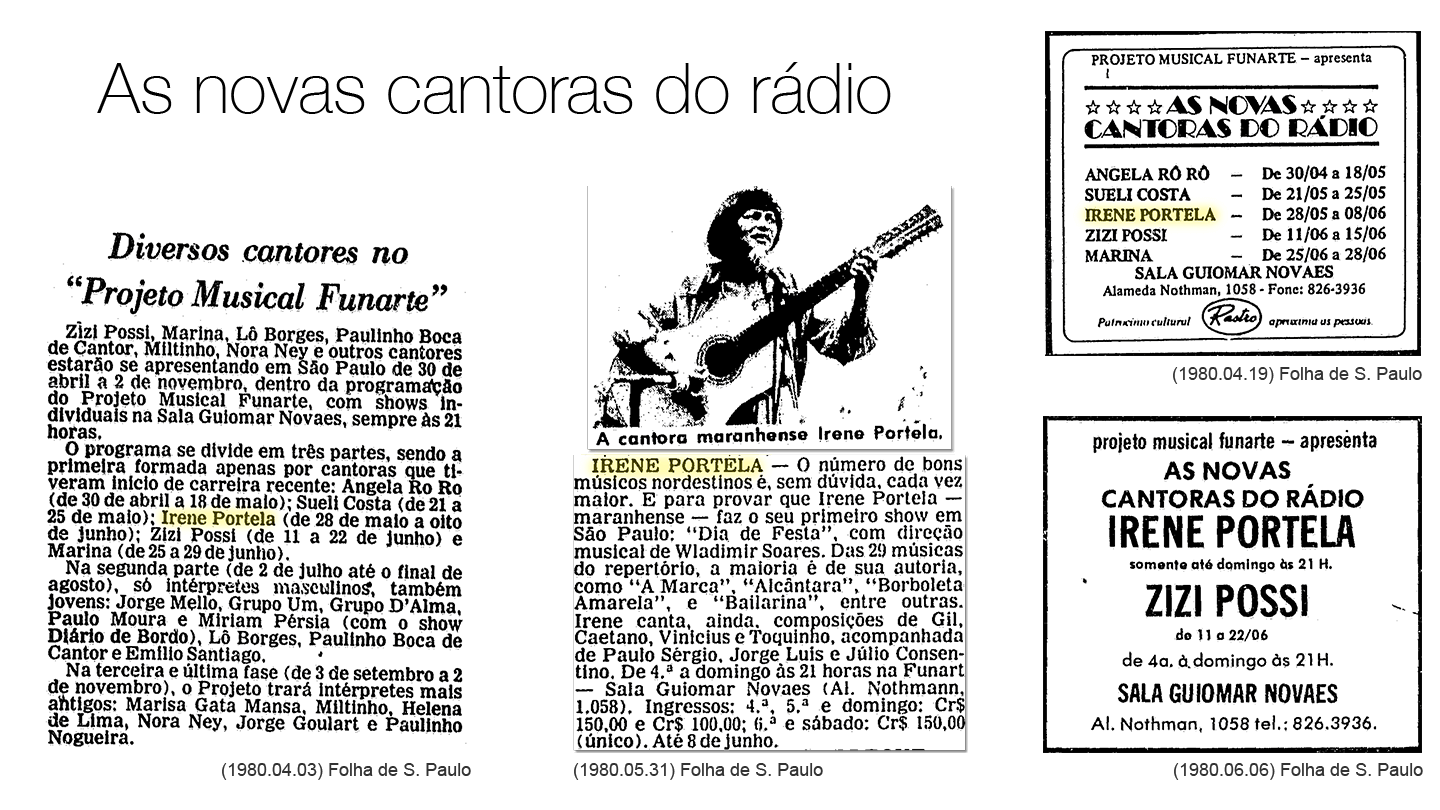 As novas cantoras do rádio
Diversos cantores no
“Projeto Musical Funarte”
Zizi Possi, Marina, Lô Borges, Paulinho Boca
de Cantor, Miltinho, Nora Ney e outros cantores
estarão se apresentando em São Paulo de 30 de
abril a 2 de novembro, dentro da programação
do Projeto Musical Funarte, com shows in-
dividuais na Sala Guiomar Novaes, sempre às 21
horas.
O programa se divide em três partes, sendo a
primeira formada apenas por cantoras que ti-
veram início de carreira recente: Angela Ro Ro
(de 30 de abril a 18 de maio); Sueli Costa (de 21 a
25 de maio); Irene Portela (de 28 de maio a oito
de junho); Zizi Possi (de 11 a 22 de junho) e
Marina (de 25 a 29 de junho).
Na segunda parte (de 2 de julho até o final de
agosto), só intérpretes masculinos, também
jovens: Jorge Mello, Grupo Um, Grupo D'Alma,
Paulo Moura e Miriam Pérsia (com o show
Diário de Bordo), Lô Borges, Paulinho Boca de
Cantor e Emílio Santiago.
Na terceira e última fase (de 3 de setembro a 2
de novembro), o Projeto trará intérpretes mais
antigos: Marisa Gata Mansa, Miltinho, Helena
de Lima, Nora Ney, Jorge Goulart e Paulinho
Nogueira.
(1980.04.03) Folha de S. Paulo
A cantora maranhense Irene Portela.
IRENE PORTELA — O número de bons
músicos nordestinos é, sem dúvida, cada vez
maior. E para provar que Irene Portela —
maranhense — faz o seu primeiro show em
São Paulo: “Dia de Festa”, com direção
musical de Wladimir Soares. Das 29 músicas
do repertório, a maioria é de sua autoria,
como “A Marca”, “Alcântara”, “Borboleta
Amarela”, e “Bailarina”, entre outras.
Irene canta, ainda, composições de Gil,
Caetano, Vinicius e Toquinho, acompanhada
de Paulo Sérgio, Jorge Luis e Júlio Consen-
tino. De 4.ª a domingo às 21 horas na Funart
— Sala Guiomar Novaes (Al. Nothmann,
1.058). Ingressos: 4.ª, 5.ª e domingo: Cr$
150,00 e Cr$ 100,00; 6.ª e sábado: Cr$ 150,00
(único). Até 8 de junho.
(1980.05.31) Folha de S. Paulo
PROJETO MUSICAL FUNARTE – apresenta
☆☆☆☆ AS NOVAS ☆☆☆☆
CANTORAS DO RÁDIO
ANGELA RÔ RÔ – De 30/04 a 18/05
SUELI COSTA – De 21/05 a 25/05
IRENE PORTELA – De 28/05 a 08/06
ZIZI POSSI – De 11/06 a 15/06
MARINA – De 25/06 a 28/06
SALA GUIOMAR NOVAES
Alameda Nothman, 1058 - Fone: 826-3936
Patrocínio cultural Rastro aproxima as pessoas.
(1980.04.19) Folha de S. Paulo
projeto musical funarte – apresenta
AS NOVAS
CANTORAS DO RÁDIO
IRENE PORTELA
somente até domingo às 21 H.
ZIZI POSSI
de 11 a 22/06
de 4a. à domingo às 21H.
SALA GUIOMAR NOVAES
Al. Nothman, 1058 tel.: 826.3936.
(1980.06.06) Folha de S. Paulo